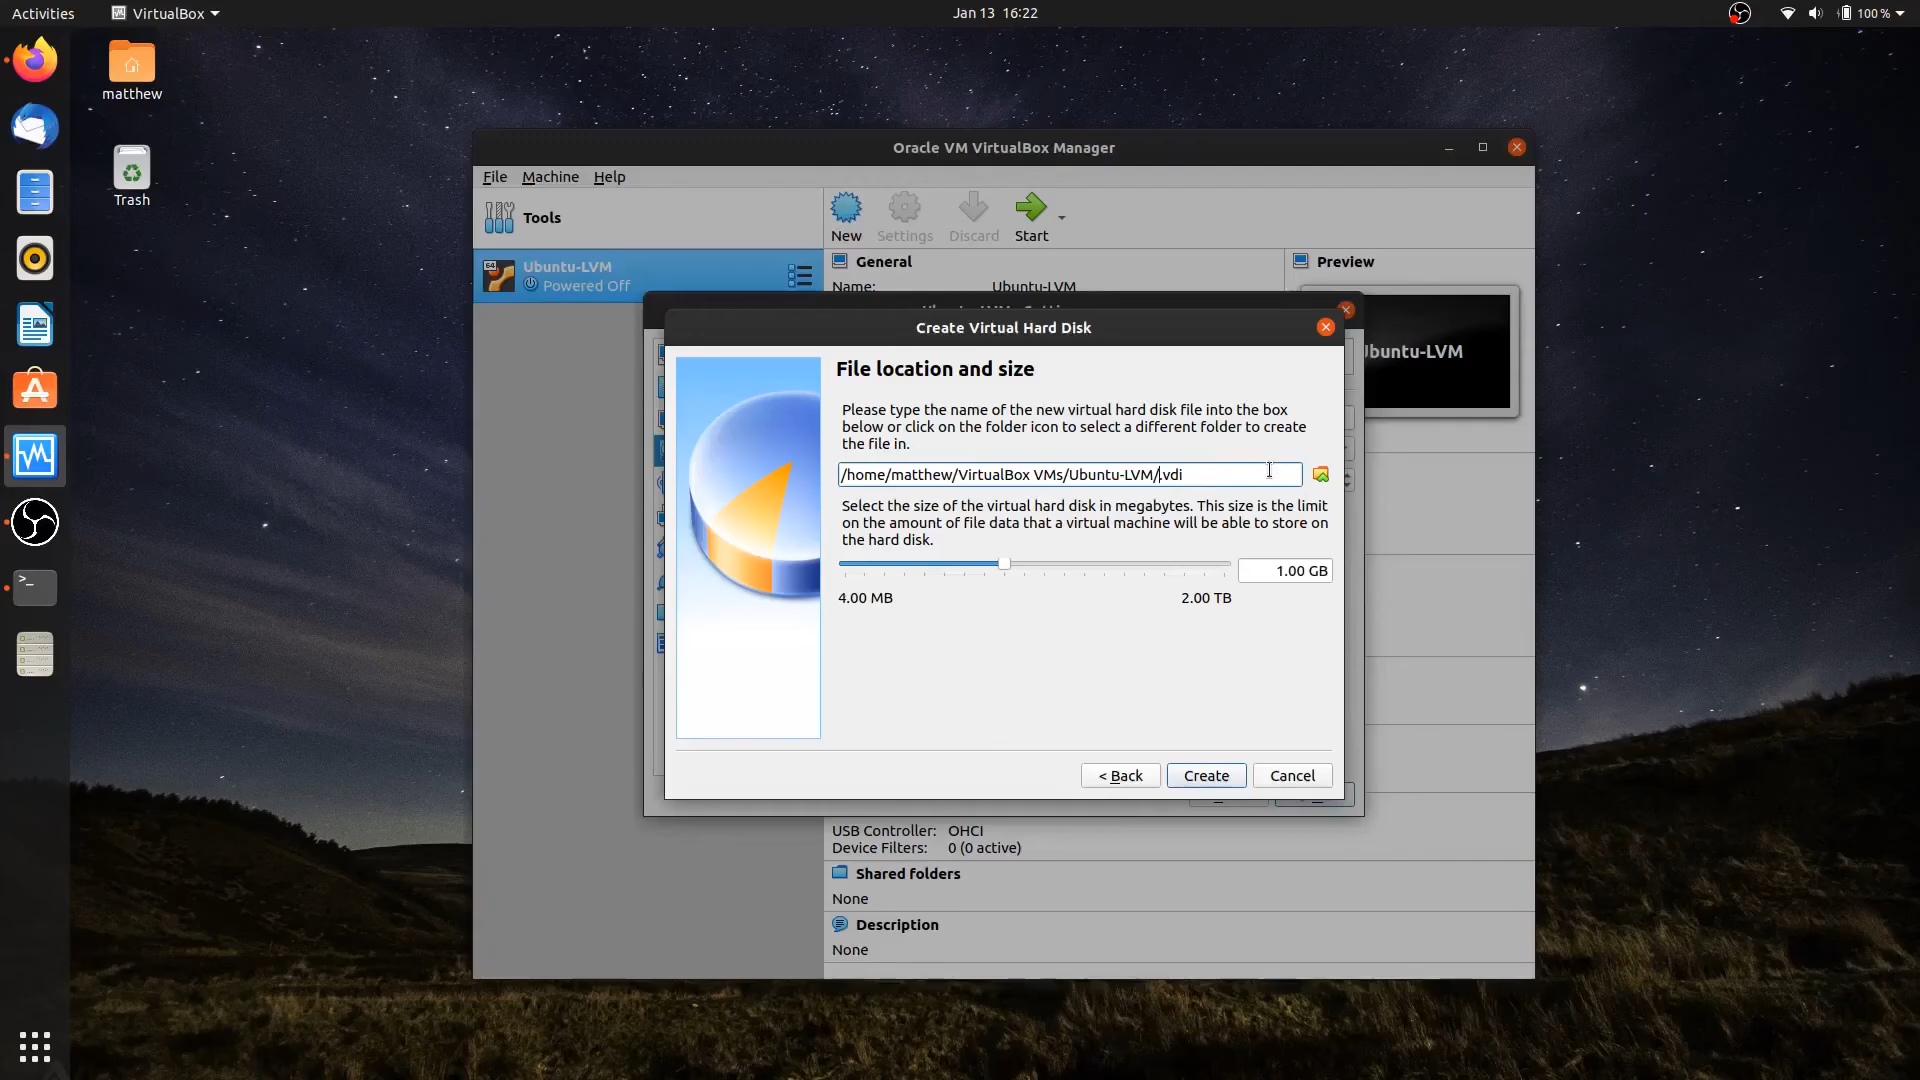 Activities
VirtualBox
Jan 13 16:22
100 %
matthew
Trash
Oracle VM VirtualBox Manager
File Machine Help
Tools
New
Settings
Discard
Start
64
Ubuntu-LVM
Powered Off
General
Name: Ubuntu-LVM
Preview
Ubuntu-LVM
Create Virtual Hard Disk
File location and size
Please type the name of the new virtual hard disk file into the box
below or click on the folder icon to select a different folder to create
the file in.
/home/matthew/VirtualBox VMs/Ubuntu-LVM/.vdi
Select the size of the virtual hard disk in megabytes. This size is the limit
on the amount of file data that a virtual machine will be able to store on
the hard disk.
1.00 GB
4.00 MB
2.00 TB
< Back
Create
Cancel
USB Controller: OHCI
Device Filters: 0 (0 active)
Shared folders
None
Description
None